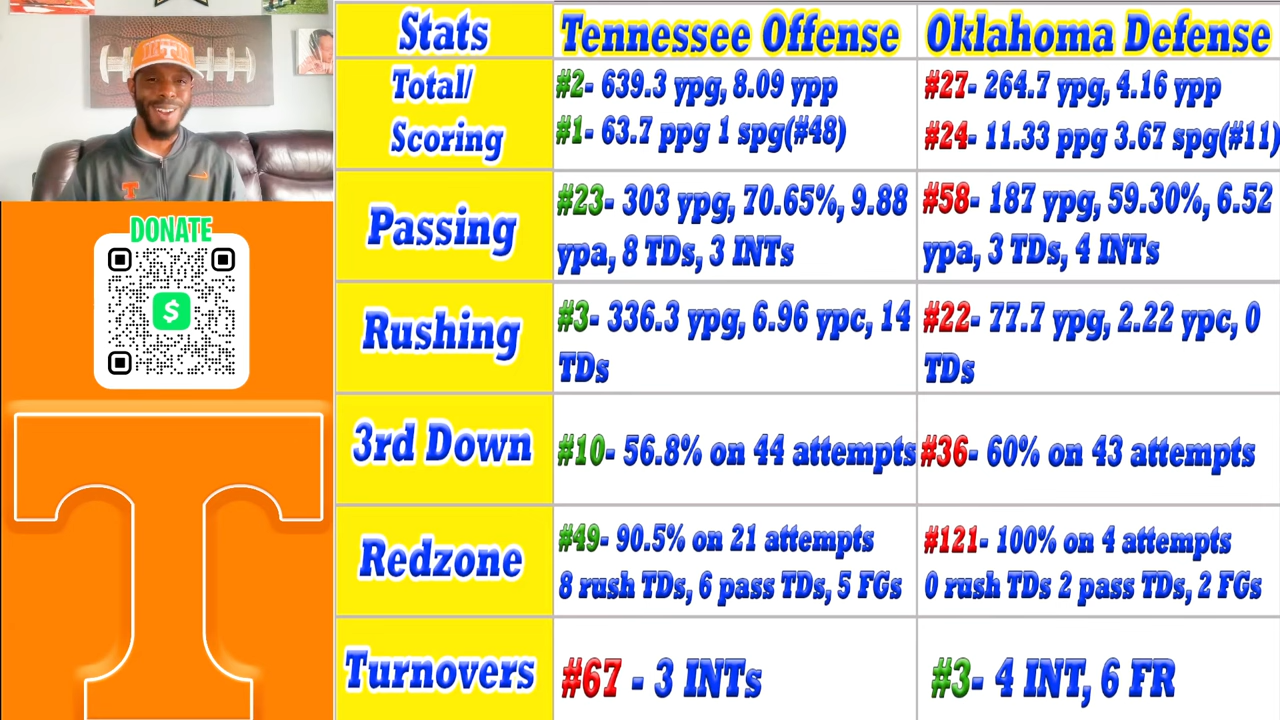 Stats
Tennessee Offense
Oklahoma Defense
Total/
Scoring
#2- 639.3 ypg, 8.09 ypp
#1- 63.7 ppg 1 spg(#48)
#27- 264.7 ypg, 4.16 ypp
#24- 11.33 ppg 3.67 spg(#11)
Passing
#23- 303 ypg, 70.65%, 9.88
ypa, 8 TDs, 3 INTs
#58- 187 ypg, 59.30%, 6.52
ypa, 3 TDs, 4 INTs
Rushing
#3- 336.3 ypg, 6.96 ypc, 14
TDs
#22- 77.7 ypg, 2.22 ypc, 0
TDs
3rd Down
#10- 56.8% on 44 attempts
#36- 60% on 43 attempts
Redzone
#49- 90.5% on 21 attempts
8 rush TDs, 6 pass TDs, 5 FGs
#121- 100% on 4 attempts
0 rush TDs 2 pass TDs, 2 FGs
Turnovers
#67 - 3 INTs
#3- 4 INT, 6 FR
DONATE
$
T
T